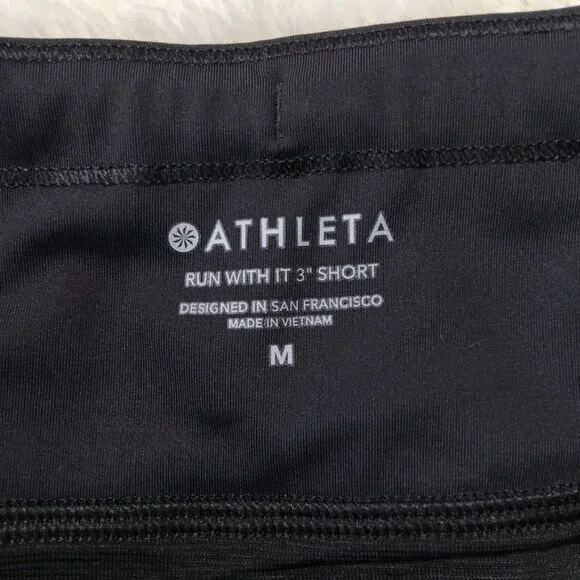 ATHLETA
RUN WITH IT 3" SHORT
DESIGNED IN SAN FRANCISCO
MADE IN VIETNAM
M